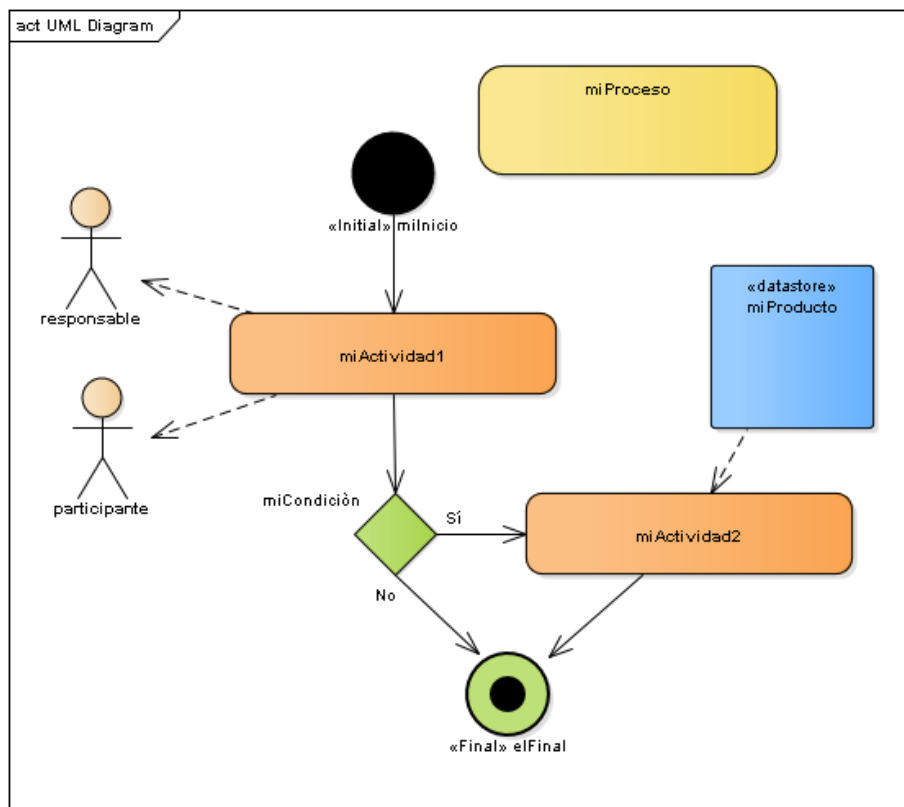 act UML Diagram
miProceso
«Initial» miInicio
responsable
«datastore»
miProducto
miActividad1
participante
miCondiciòn
Sí
miActividad2
No
«Final» elFinal